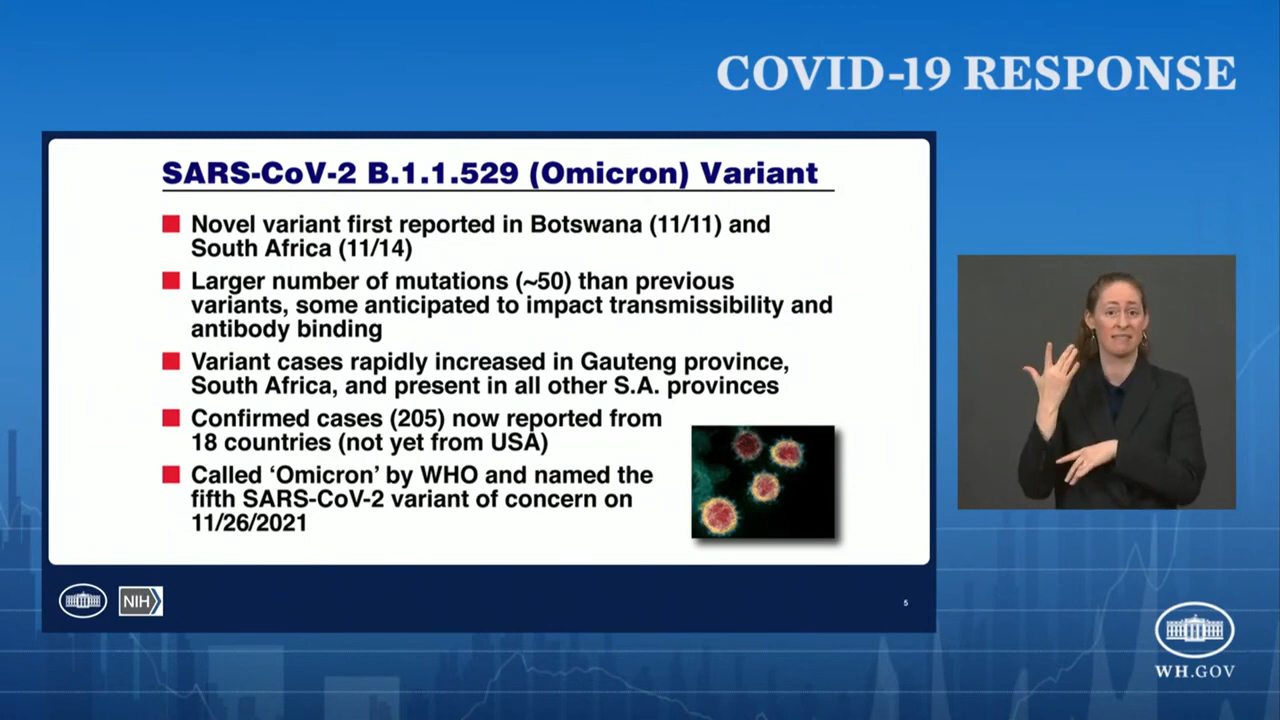 COVID-19 RESPONSE
SARS-CoV-2 B.1.1.529 (Omicron) Variant
Novel variant first reported in Botswana (11/11) and
South Africa (11/14)
Larger number of mutations (~50) than previous
variants, some anticipated to impact transmissibility and
antibody binding
Variant cases rapidly increased in Gauteng province,
South Africa, and present in all other S.A. provinces
Confirmed cases (205) now reported from
18 countries (not yet from USA)
Called ‘Omicron’ by WHO and named the
fifth SARS-CoV-2 variant of concern on
11/26/2021
NIH
5
WH.GOV